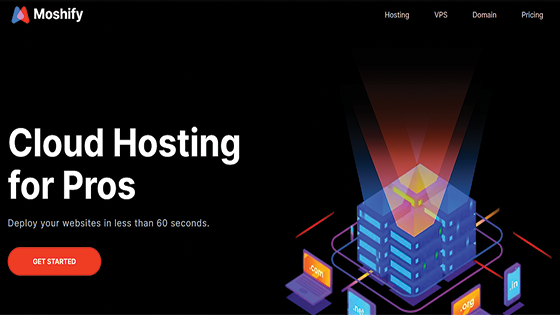 Moshify
Hosting VPS Domain Pricing
Cloud Hosting
for Pros
Deploy your websites in less than 60 seconds.
GET STARTED
.com
.in
.net
.org